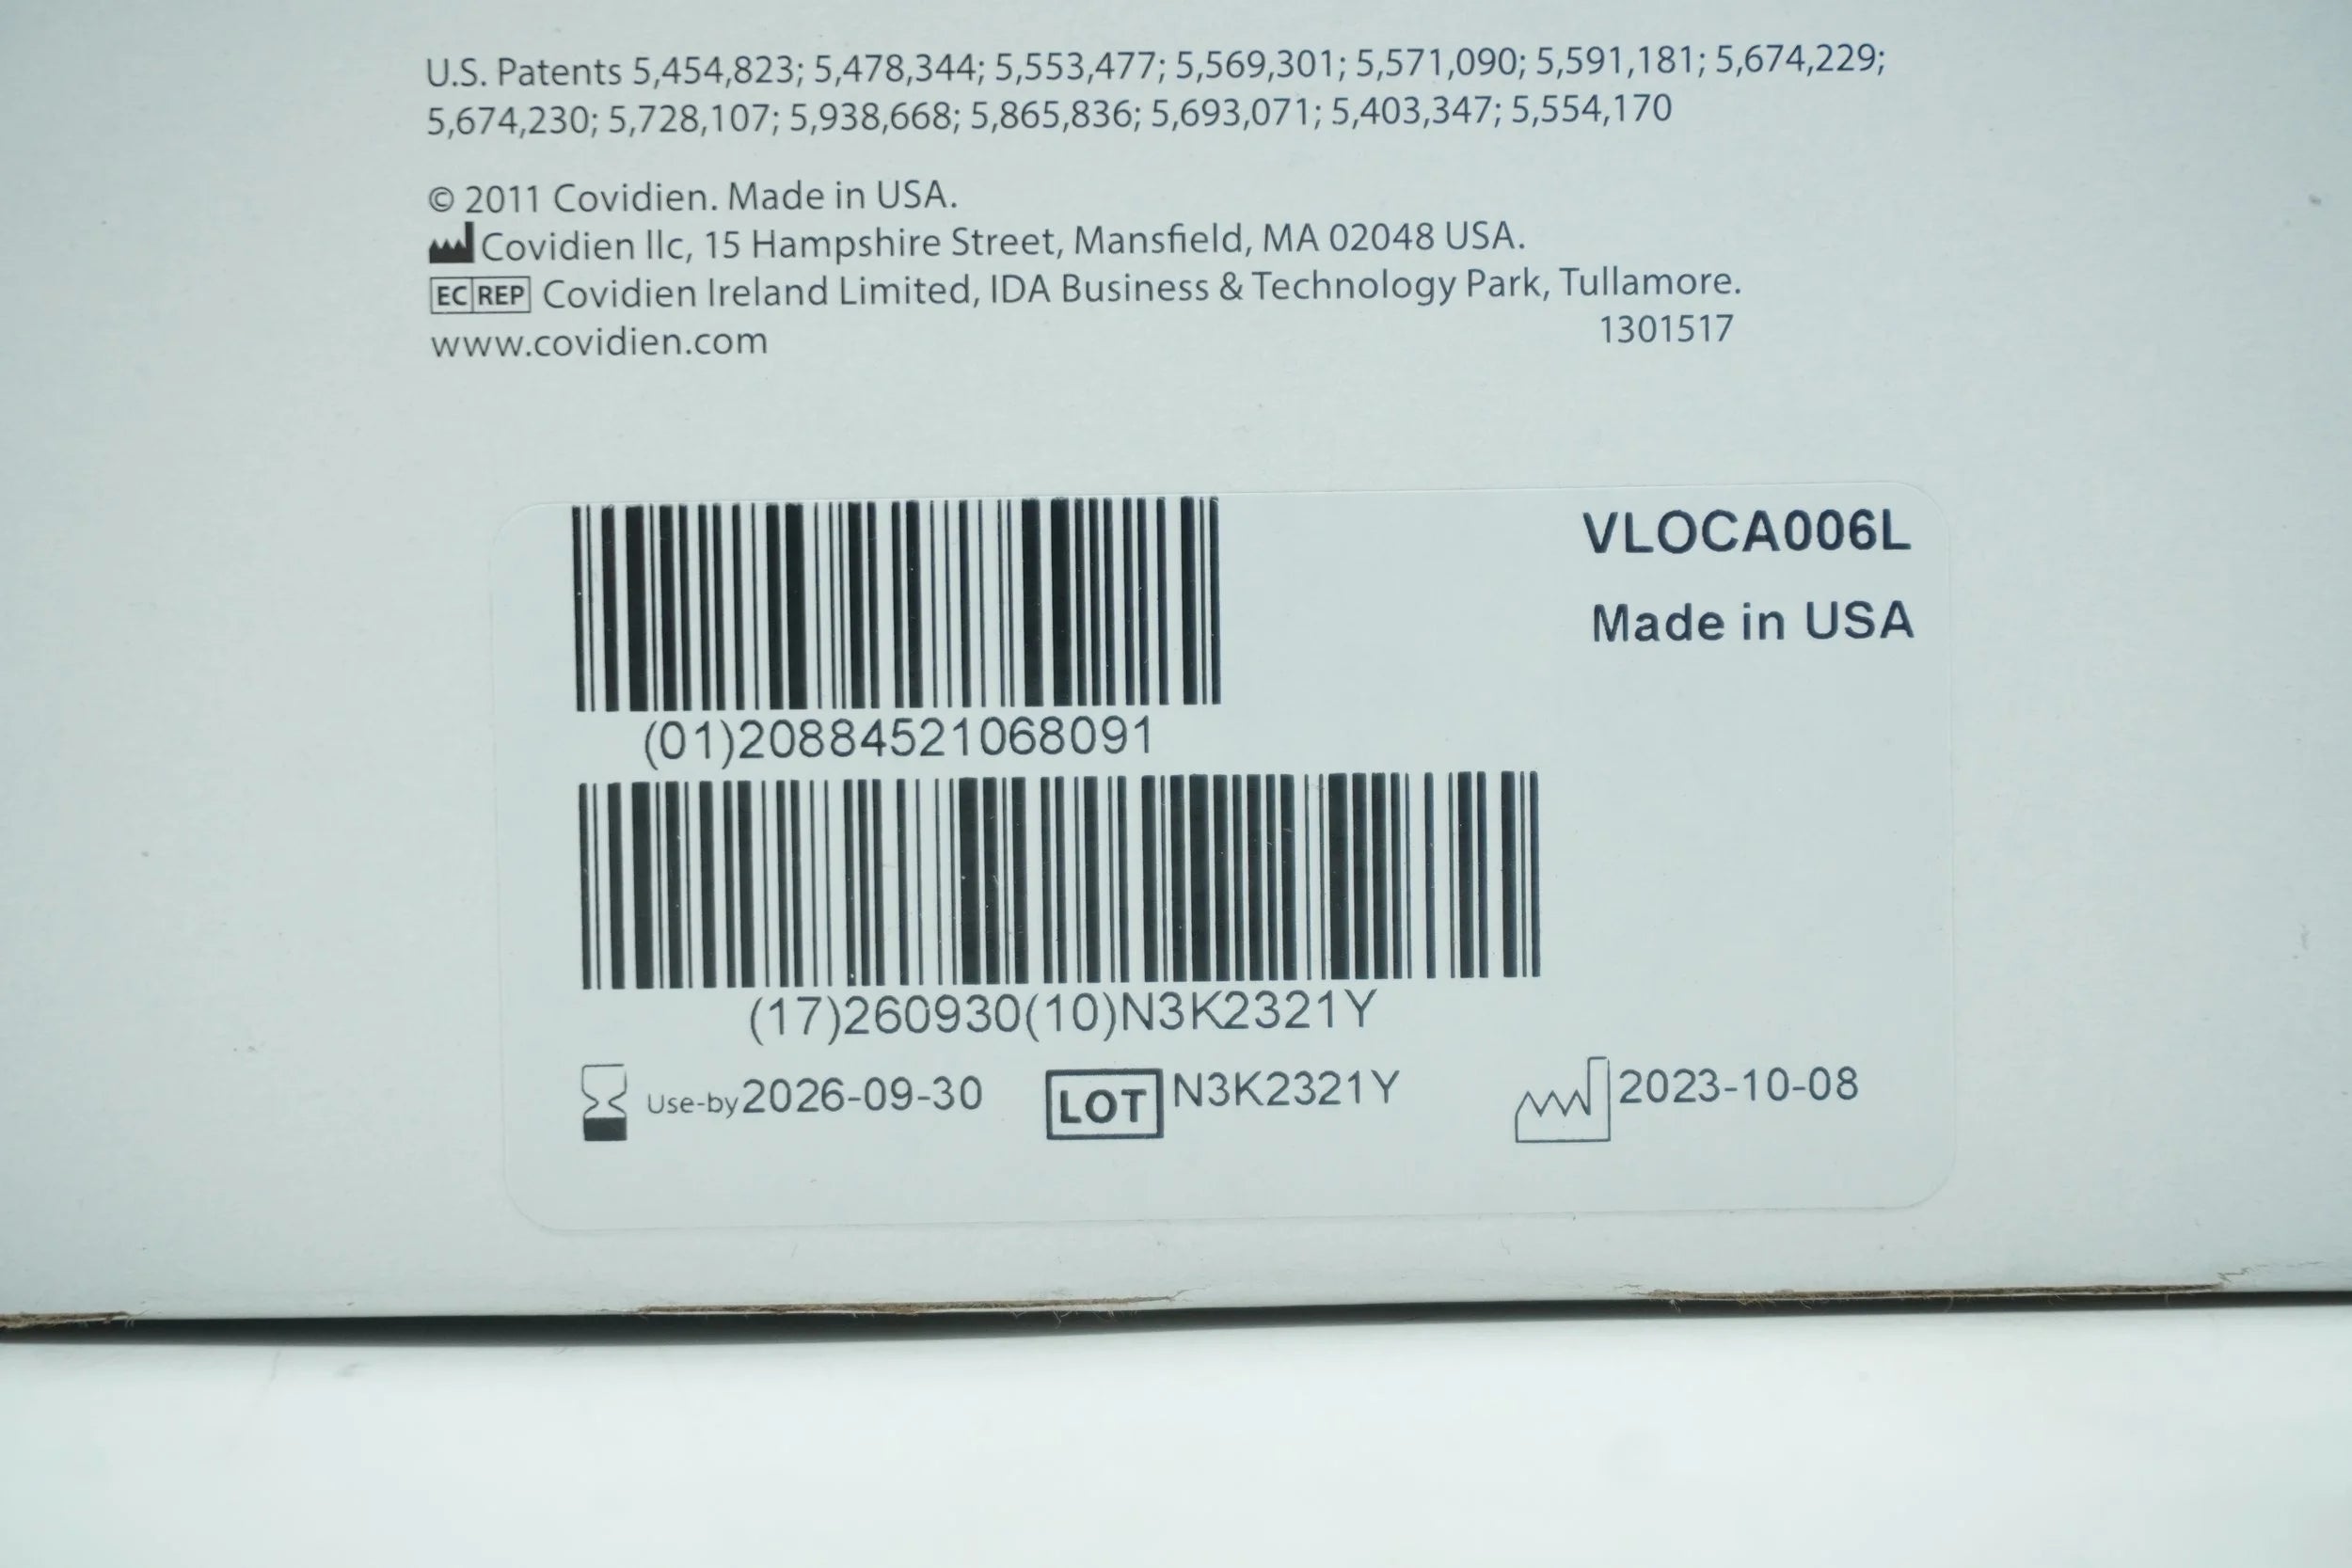 U.S. Patents 5,454,823; 5,478,344; 5,553,477; 5,569,301; 5,571,090; 5,591,181; 5,674,229;
5,674,230; 5,728,107; 5,938,668; 5,865,836; 5,693,071; 5,403,347; 5,554,170
© 2011 Covidien. Made in USA.
Covidien llc, 15 Hampshire Street, Mansfield, MA 02048 USA.
EC REP Covidien Ireland Limited, IDA Business & Technology Park, Tullamore.
www.covidien.com 1301517
VLOCA006L
Made in USA
(01)20884521068091
(17)260930(10)N3K2321Y
Use-by 2026-09-30 LOT N3K2321Y 2023-10-08